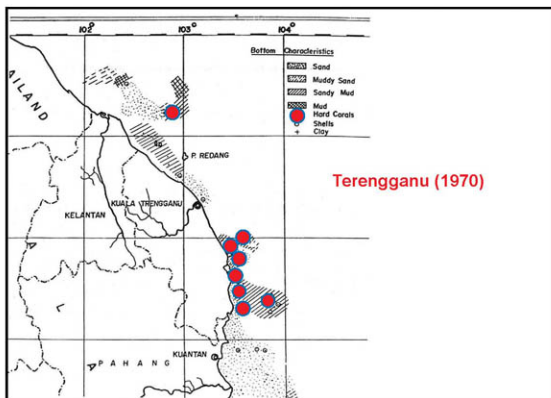 102°
103°
104°
Bottom Characteristics
Sand
Muddy Sand
Sandy Mud
Mud
Hard Carals
Shells
Clay
AILAND
P. REDANG
Terengganu (1970)
KUALA TRENGGANU
KELANTAN
A
L
A
PAHANG
KUANTAN